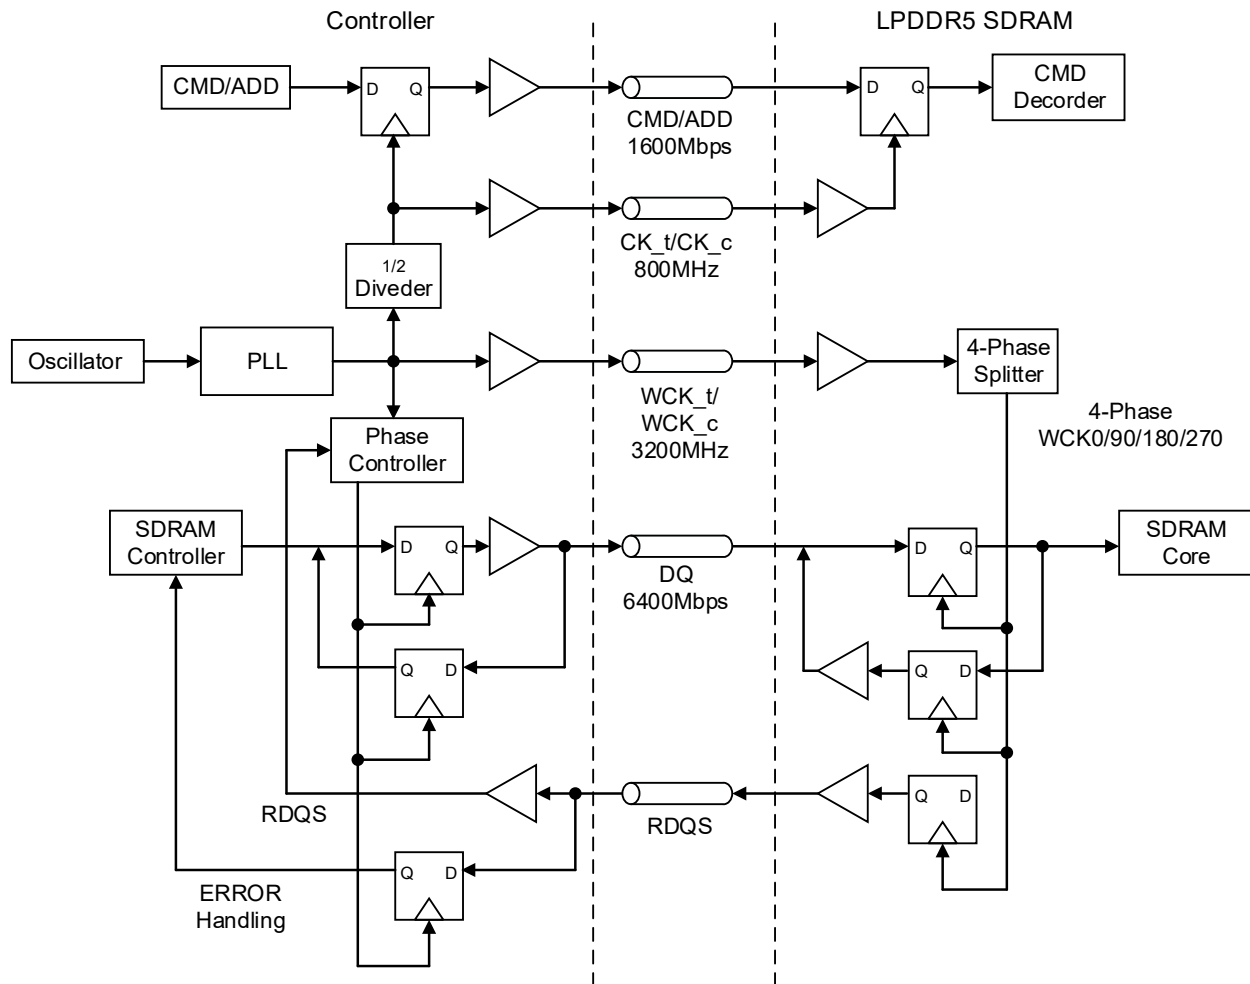 Controller
LPDDR5 SDRAM
CMD/ADD
D
Q
CMD/ADD
1600Mbps
D
Q
CMD
Decorder
CK_t/CK_c
800MHz
1/2
Diveder
Oscillator
PLL
WCK_t/
WCK_c
3200MHz
4-Phase
Splitter
4-Phase
WCK0/90/180/270
Phase
Controller
SDRAM
Controller
D
Q
DQ
6400Mbps
D
Q
SDRAM
Core
Q
D
Q
D
RDQS
RDQS
Q
D
ERROR
Handling
Q
D